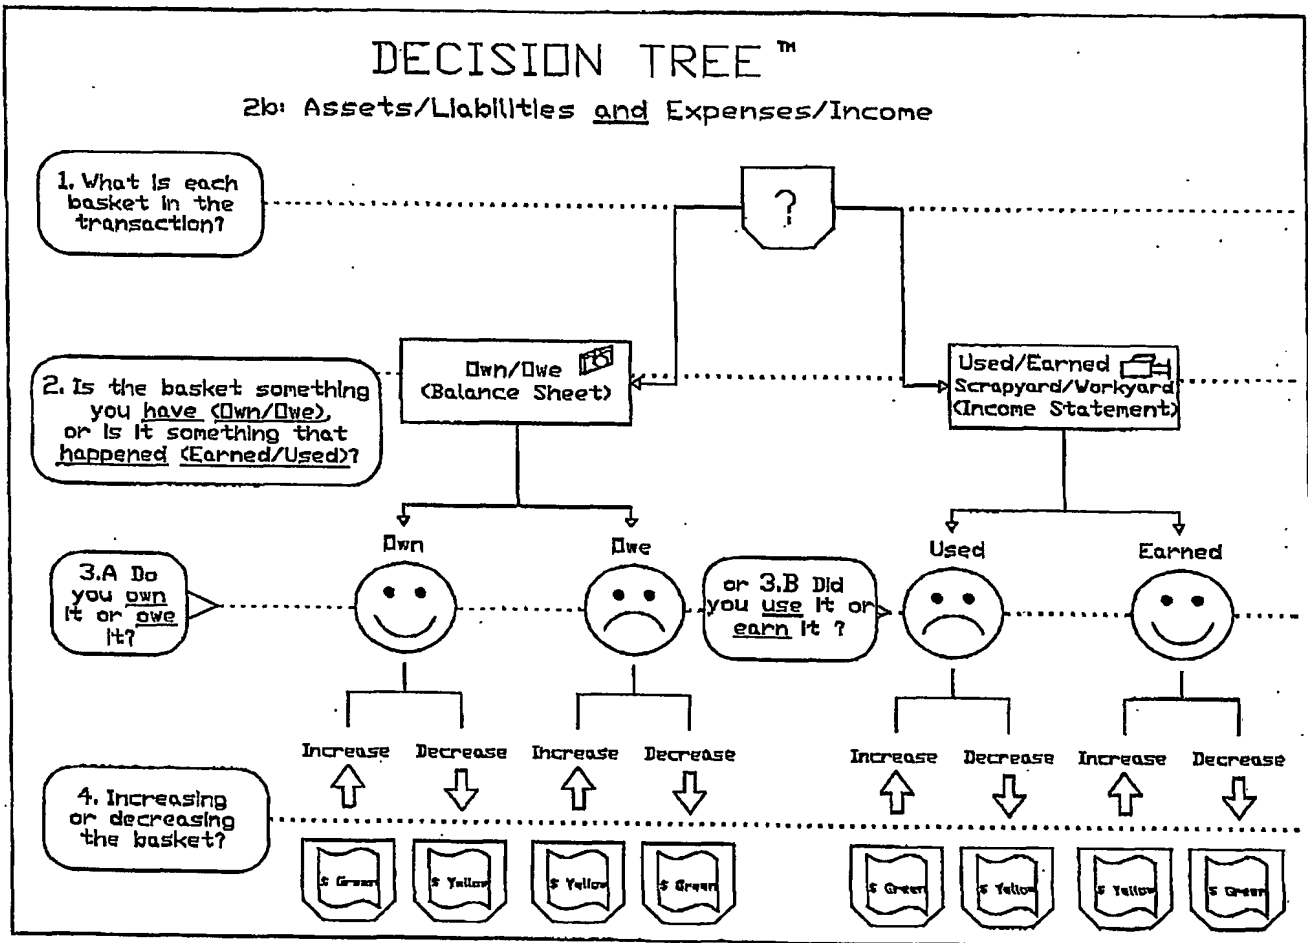 DECISION TREE™
2b: Assets/Liabilities and Expenses/Income
1. What is each
basket in the
transaction?
?
2. Is the basket something
you have (Own/Owe),
or is it something that
happened (Earned/Used)?
Own/Owe
(Balance Sheet)
Used/Earned
Scrapyard/Workyard
(Income Statement)
3.A Do
you own
it or owe
it?
Own
Owe
or 3.B Did
you use it or
earn it ?
Used
Earned
Increase
Decrease
Increase
Decrease
Increase
Decrease
Increase
Decrease
4. Increasing
or decreasing
the basket?
$ Green
$ Yellow
$ Yellow
$ Green
$ Green
$ Yellow
$ Yellow
$ Green